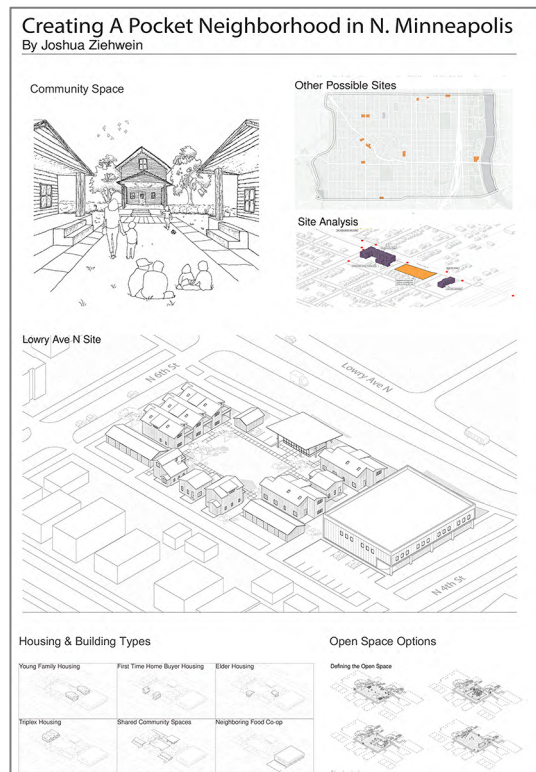 Creating A Pocket Neighborhood in N. Minneapolis
By Joshua Ziehwein
Community Space
Other Possible Sites
Site Analysis
Lowry Ave N Site
N 6th St
Lowry Ave N
N 4th St
Housing & Building Types
Open Space Options
Young Family Housing
First Time Home Buyer Housing
Elder Housing
Defining the Open Space
Triplex Housing
Shared Community Spaces
Neighboring Food Co-op